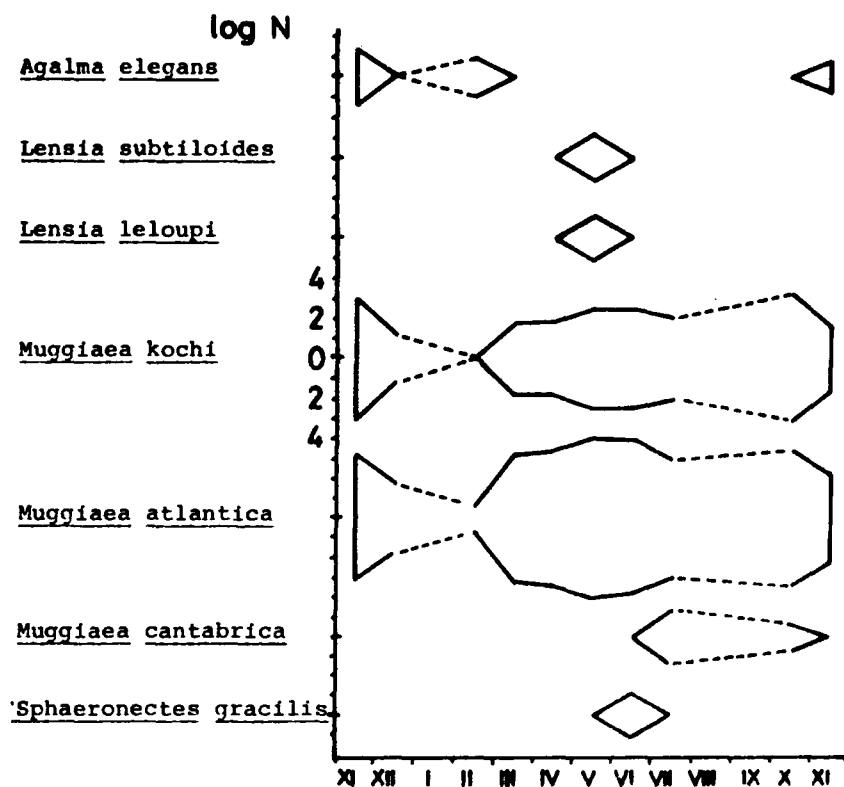 log N
Agalma elegans
Lensia subtiloides
Lensia leloupi
4
2
Muggiaea kochi 0
2
4
Muggiaea atlantica
Muggiaea cantabrica
Sphaeronectes gracilis
XI XII I II III IV V VI VII VIII IX X XI